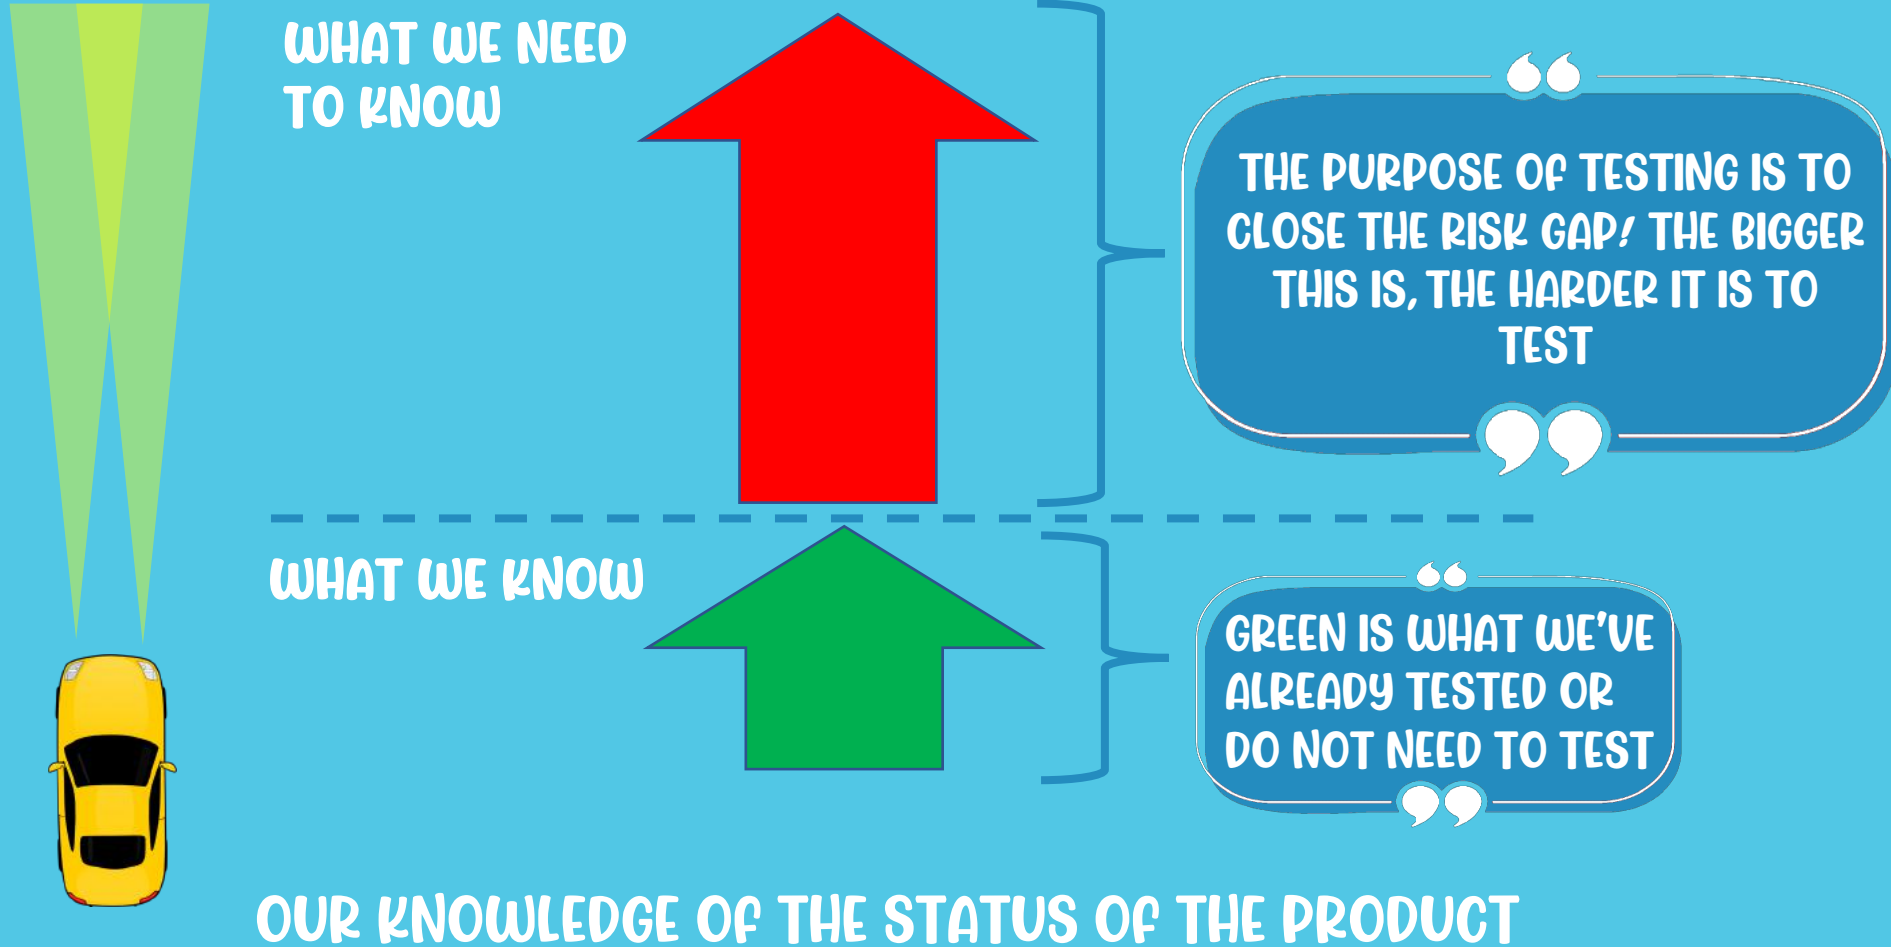 WHAT WE NEED
TO KNOW
THE PURPOSE OF TESTING IS TO
CLOSE THE RISK GAP! THE BIGGER
THIS IS, THE HARDER IT IS TO
TEST
WHAT WE KNOW
GREEN IS WHAT WE'VE
ALREADY TESTED OR
DO NOT NEED TO TEST
OUR KNOWLEDGE OF THE STATUS OF THE PRODUCT